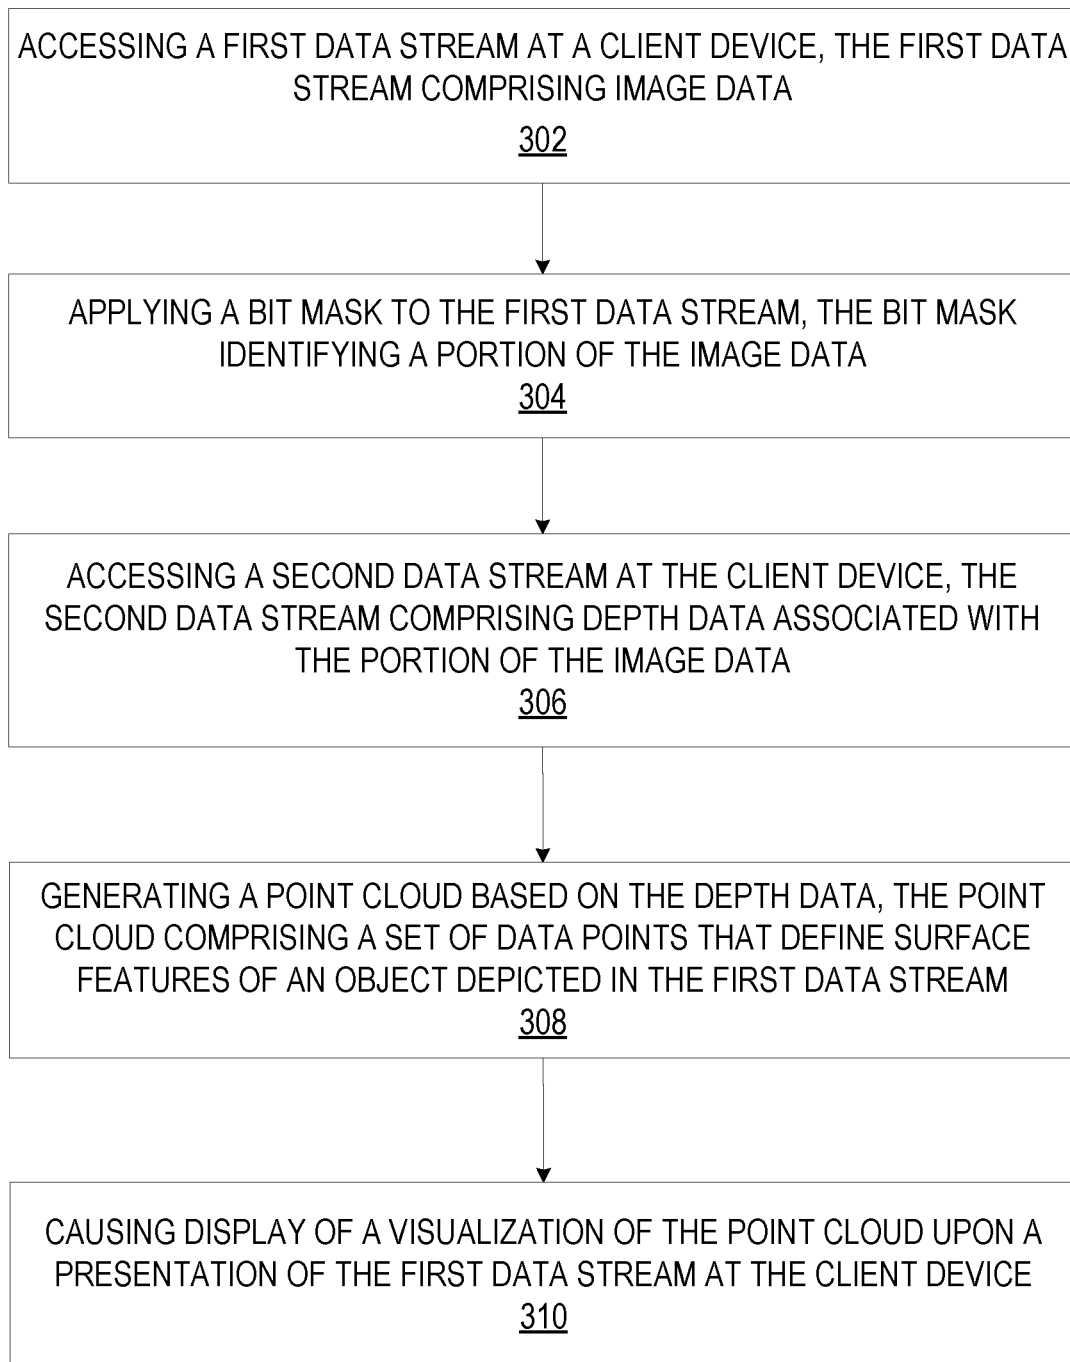 ACCESSING A FIRST DATA STREAM AT A CLIENT DEVICE, THE FIRST DATA
STREAM COMPRISING IMAGE DATA
302
APPLYING A BIT MASK TO THE FIRST DATA STREAM, THE BIT MASK
IDENTIFYING A PORTION OF THE IMAGE DATA
304
ACCESSING A SECOND DATA STREAM AT THE CLIENT DEVICE, THE
SECOND DATA STREAM COMPRISING DEPTH DATA ASSOCIATED WITH
THE PORTION OF THE IMAGE DATA
306
GENERATING A POINT CLOUD BASED ON THE DEPTH DATA, THE POINT
CLOUD COMPRISING A SET OF DATA POINTS THAT DEFINE SURFACE
FEATURES OF AN OBJECT DEPICTED IN THE FIRST DATA STREAM
308
CAUSING DISPLAY OF A VISUALIZATION OF THE POINT CLOUD UPON A
PRESENTATION OF THE FIRST DATA STREAM AT THE CLIENT DEVICE
310